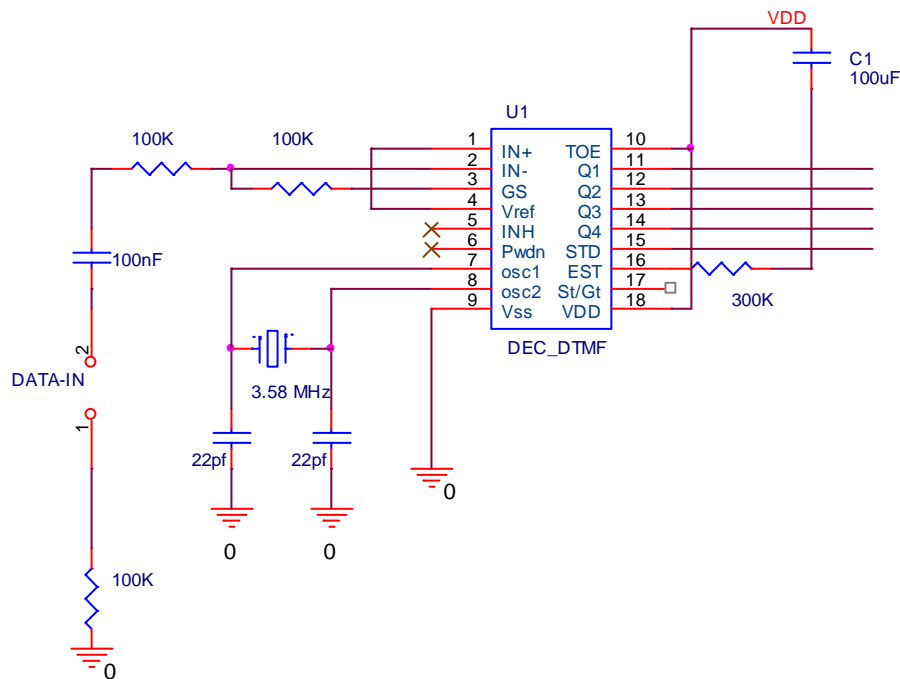 VDD
C1
100uF
U1
100K
100K
1
IN+
TOE
10
2
IN-
Q1
11
3
GS
Q2
12
4
Vref
Q3
13
5
INH
Q4
14
6
Pwdn
STD
15
7
osc1
EST
16
8
osc2
St/Gt
17
9
Vss
VDD
18
100nF
300K
DEC_DTMF
2
DATA-IN
1
3.58 MHz
22pf
22pf
0
0
0
100K
0